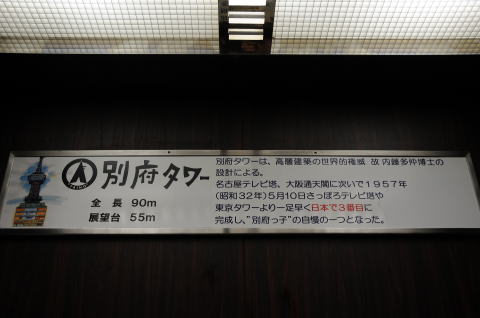 別府タワー
全長 90m
展望台 55m
別府タワーは、高層建築の世界的権威 故 内藤多仲博士の
設計による。
名古屋テレビ塔、大阪通天閣に次いで1957年
(昭和32年)5月10日さっぽろテレビ塔や
東京タワーより一足早く日本で3番目に
完成し、"別府っ子"の自慢の一つとなった。